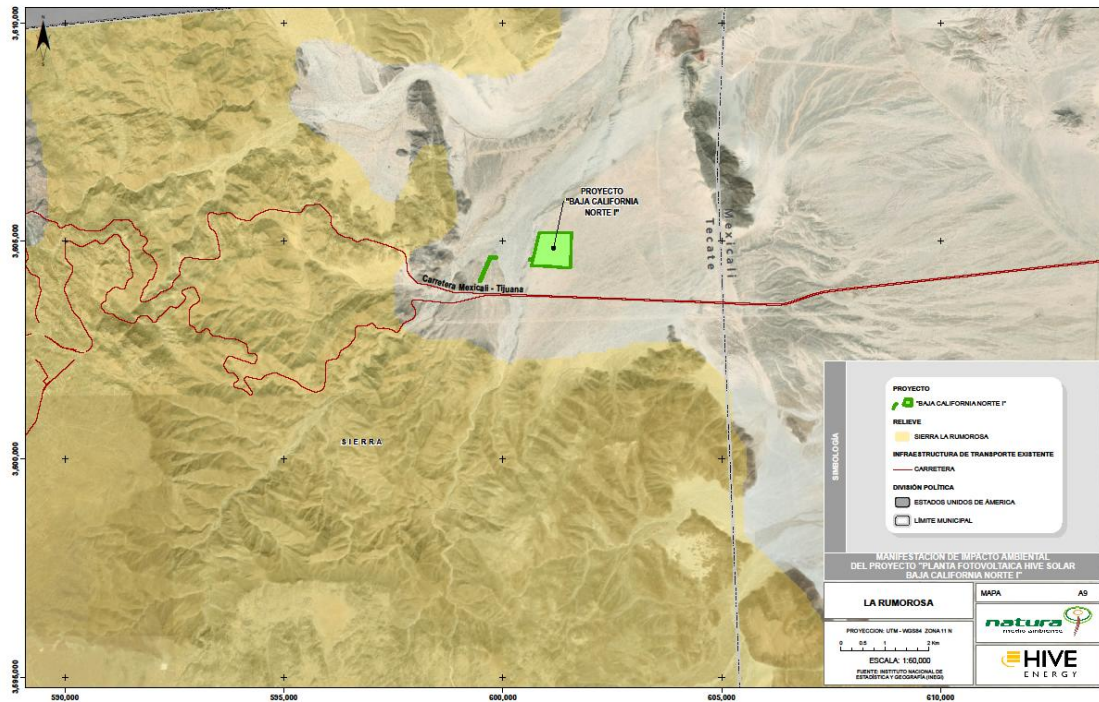 3,610,000
PROYECTO
"BAJA CALIFORNIA
NORTE I"
3,605,000
Tecate
Mexicali
Carretera Mexicali - Tijuana
SIERRA
3,600,000
3,595,000
590,000
595,000
600,000
605,000
610,000
SIMBOLOGÍA
PROYECTO
"BAJA CALIFORNIA NORTE I"
RELIEVE
SIERRA LA RUMOROSA
INFRAESTRUCTURA DE TRANSPORTE EXISTENTE
CARRETERA
DIVISIÓN POLÍTICA
ESTADOS UNIDOS DE ÁMERICA
LÍMITE MUNICIPAL
MANIFESTACIÓN DE IMPACTO AMBIENTAL
DEL PROYECTO "PLANTA FOTOVOLTAICA HIVE SOLAR
BAJA CALIFORNIA NORTE I"
LA RUMOROSA
MAPA A9
PROYECCION: UTM - WGS84 ZONA 11 N
0 0.5 1 2 Km
ESCALA: 1:60,000
FUENTE: INSTITUTO NACIONAL DE
ESTADÍSTICA Y GEOGRAFÍA (INEGI)
natura
medio ambiente
HIVE
ENERGY